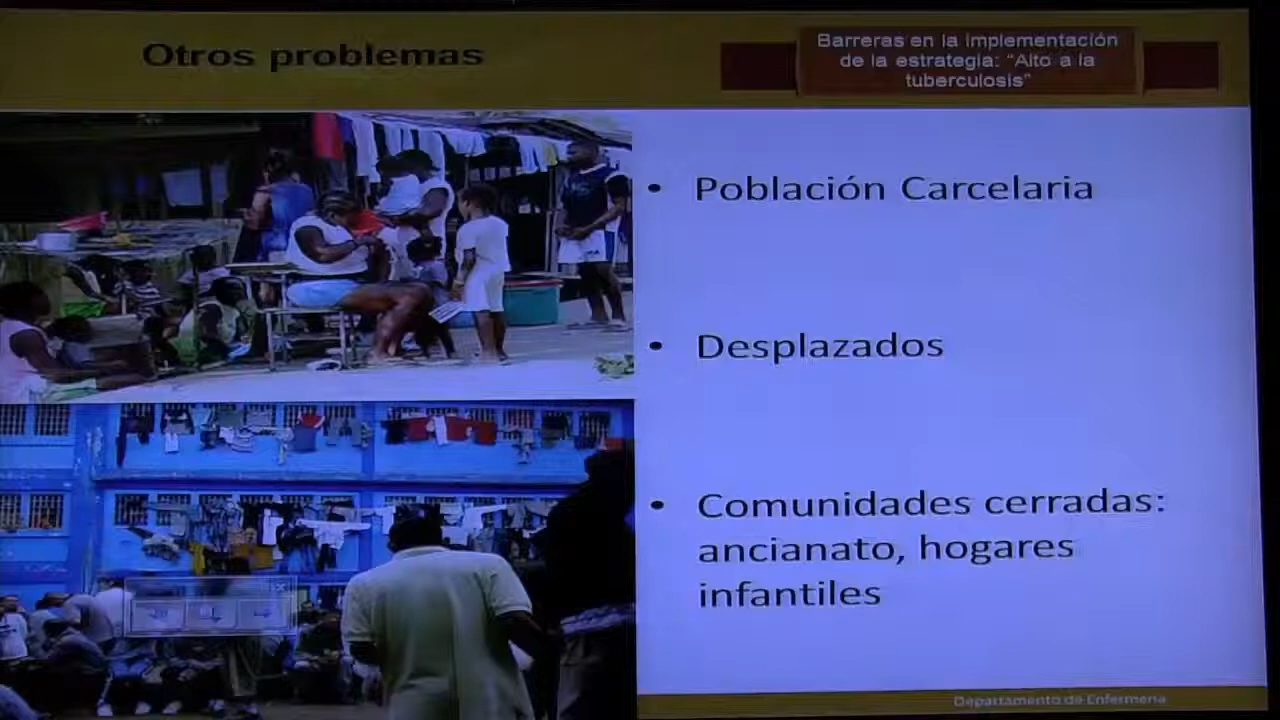 Otros problemas
Barreras en la implementación
de la estrategia: "Alto a la
tuberculosis"
• Población Carcelaria
• Desplazados
• Comunidades cerradas:
ancianato, hogares
infantiles
Departamento de Enfermería